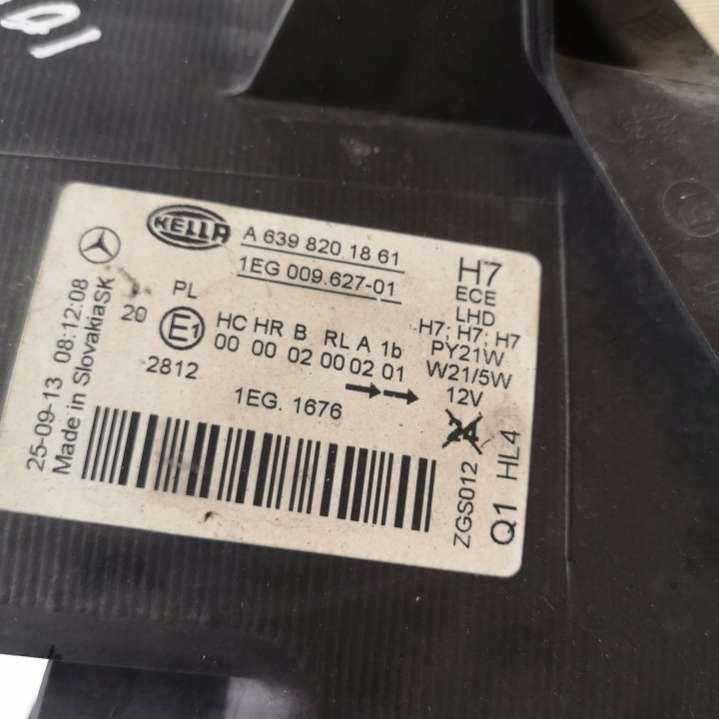 101
HELLA
A 639 820 18 61
1EG 009.627-01
H7
ECE
LHD
H7; H7; H7
PY21W
W21/5W
12V
24
PL
20
E1
HC HR B RL A 1b
00 00 02 00 02 01
2812
1EG. 1676
25-09-13 08:12:08
Made in SlovakiaSK
ZGS012
Q1 HL4